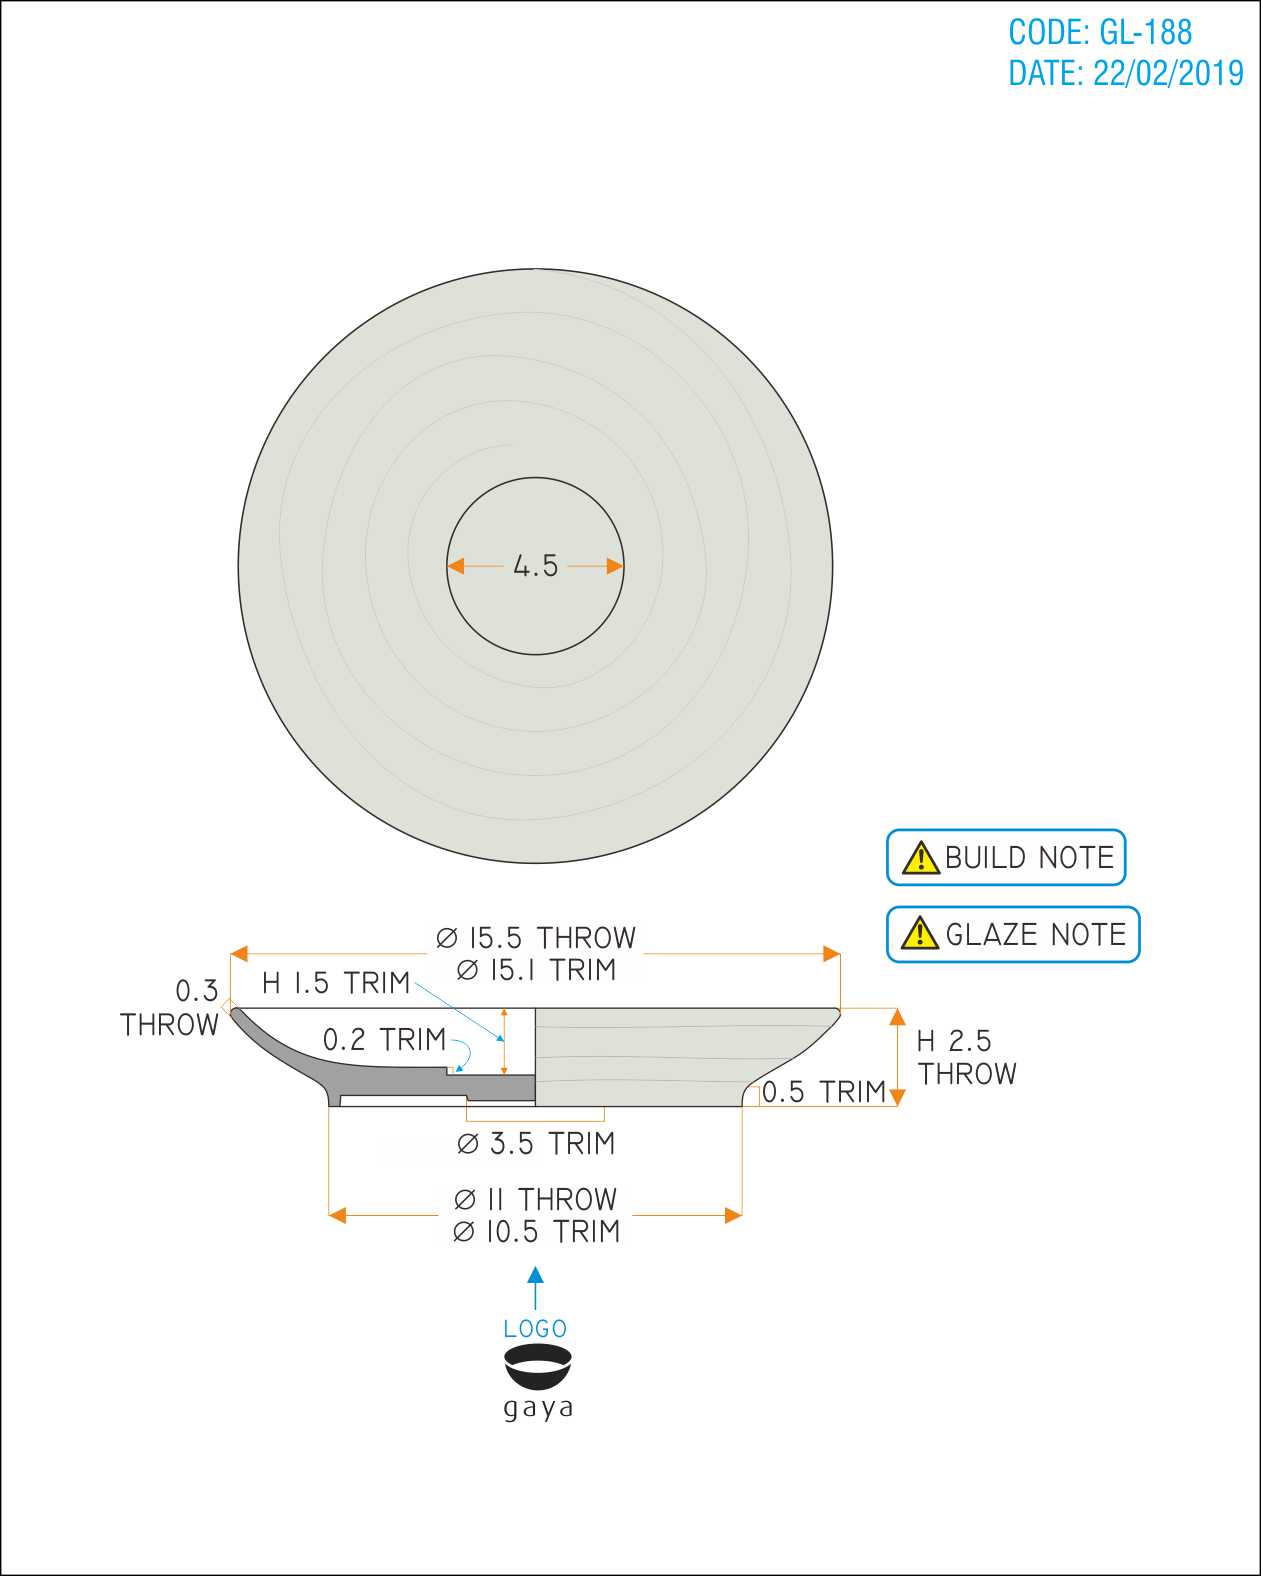 CODE: GL-188
DATE: 22/02/2019
4.5
BUILD NOTE
GLAZE NOTE
Ø 15.5 THROW
Ø 15.1 TRIM
H 1.5 TRIM
0.3
THROW
0.2 TRIM
H 2.5
THROW
0.5 TRIM
Ø 3.5 TRIM
Ø 11 THROW
Ø 10.5 TRIM
LOGO
gaya